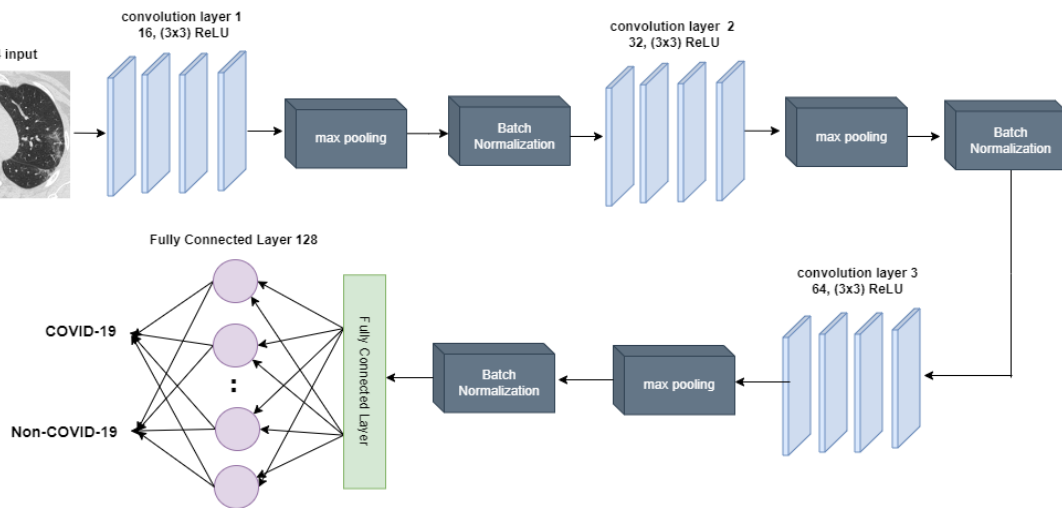 convolution layer 1
16, (3x3) ReLU
input
max pooling
Batch
Normalization
convolution layer 2
32, (3x3) ReLU
max pooling
Batch
Normalization
convolution layer 3
64, (3x3) ReLU
max pooling
Batch
Normalization
Fully Connected Layer
Fully Connected Layer 128
:
COVID-19
Non-COVID-19